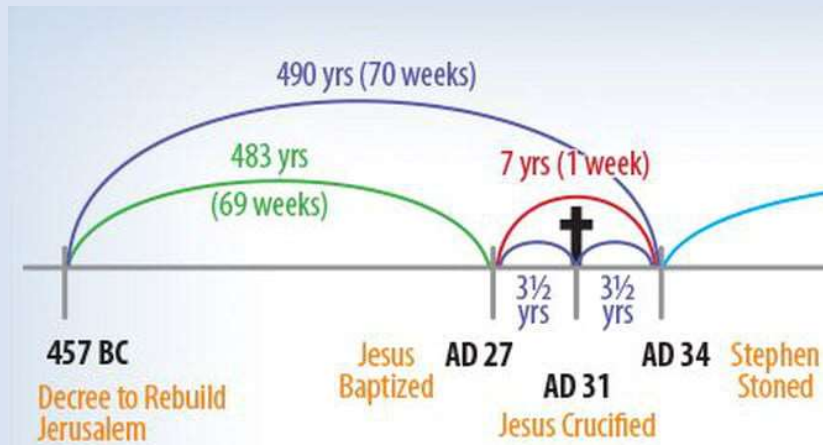 490 yrs (70 weeks)
483 yrs
(69 weeks)
7 yrs (1 week)
3½
yrs
3½
yrs
457 BC
Decree to Rebuild
Jerusalem
Jesus
Baptized
AD 27
AD 31
Jesus Crucified
AD 34
Stephen
Stoned